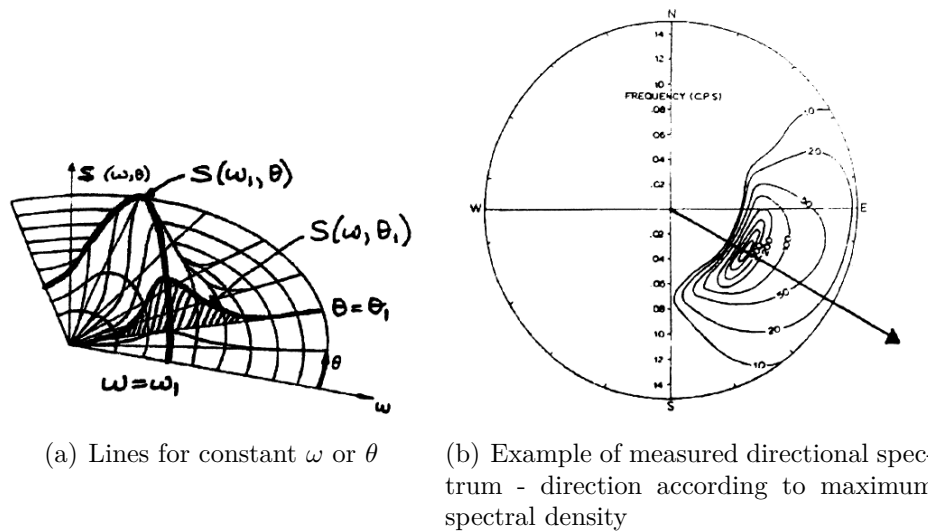 S (ω,θ)
S(ω₁, θ)
S(ω, θ₁)
θ = θ₁
θ
ω = ω₁
ω
N
.14
.12
.10
FREQUENCY (C.P.S)
.08
.06
.04
.02
W
E
.02
.04
.06
.08
.10
.12
.14
S
10
20
40
50
20
10
(a) Lines for constant ω or θ
(b) Example of measured directional spec-
trum - direction according to maximum
spectral density